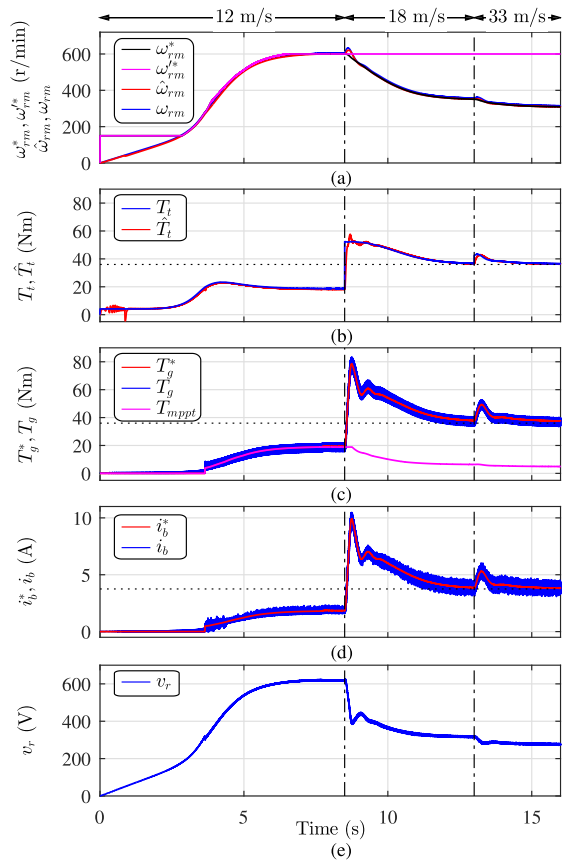 12 m/s 18 m/s 33 m/s
ω*rm, ω′*rm (r/min)
ω̂rm, ωrm
600
400
200
0
ω*rm
ω′*rm
ω̂rm
ωrm
(a)
Tt, T̂t (Nm)
80
60
40
20
0
Tt
T̂t
(b)
T*g, Tg (Nm)
80
60
40
20
0
T*g
Tg
Tmppt
(c)
i*b, ib (A)
10
5
0
i*b
ib
(d)
vr (V)
600
400
200
0
vr
0 5 10 15
Time (s)
(e)